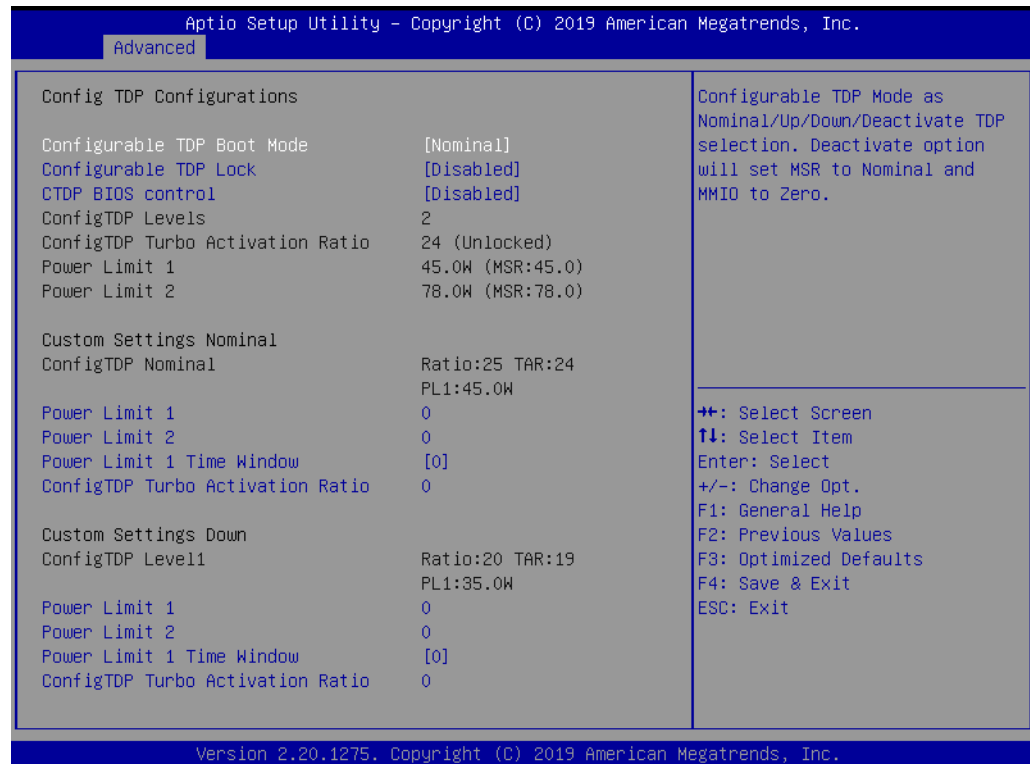 Aptio Setup Utility – Copyright (C) 2019 American Megatrends, Inc.
Advanced
Config TDP Configurations
Configurable TDP Boot Mode [Nominal]
Configurable TDP Lock [Disabled]
CTDP BIOS control [Disabled]
ConfigTDP Levels 2
ConfigTDP Turbo Activation Ratio 24 (Unlocked)
Power Limit 1 45.0W (MSR:45.0)
Power Limit 2 78.0W (MSR:78.0)
Custom Settings Nominal
ConfigTDP Nominal Ratio:25 TAR:24
PL1:45.0W
Power Limit 1 0
Power Limit 2 0
Power Limit 1 Time Window [0]
ConfigTDP Turbo Activation Ratio 0
Custom Settings Down
ConfigTDP Level1 Ratio:20 TAR:19
PL1:35.0W
Power Limit 1 0
Power Limit 2 0
Power Limit 1 Time Window [0]
ConfigTDP Turbo Activation Ratio 0
Configurable TDP Mode as
Nominal/Up/Down/Deactivate TDP
selection. Deactivate option
will set MSR to Nominal and
MMIO to Zero.
→←: Select Screen
↑↓: Select Item
Enter: Select
+/-: Change Opt.
F1: General Help
F2: Previous Values
F3: Optimized Defaults
F4: Save & Exit
ESC: Exit
Version 2.20.1275. Copyright (C) 2019 American Megatrends, Inc.